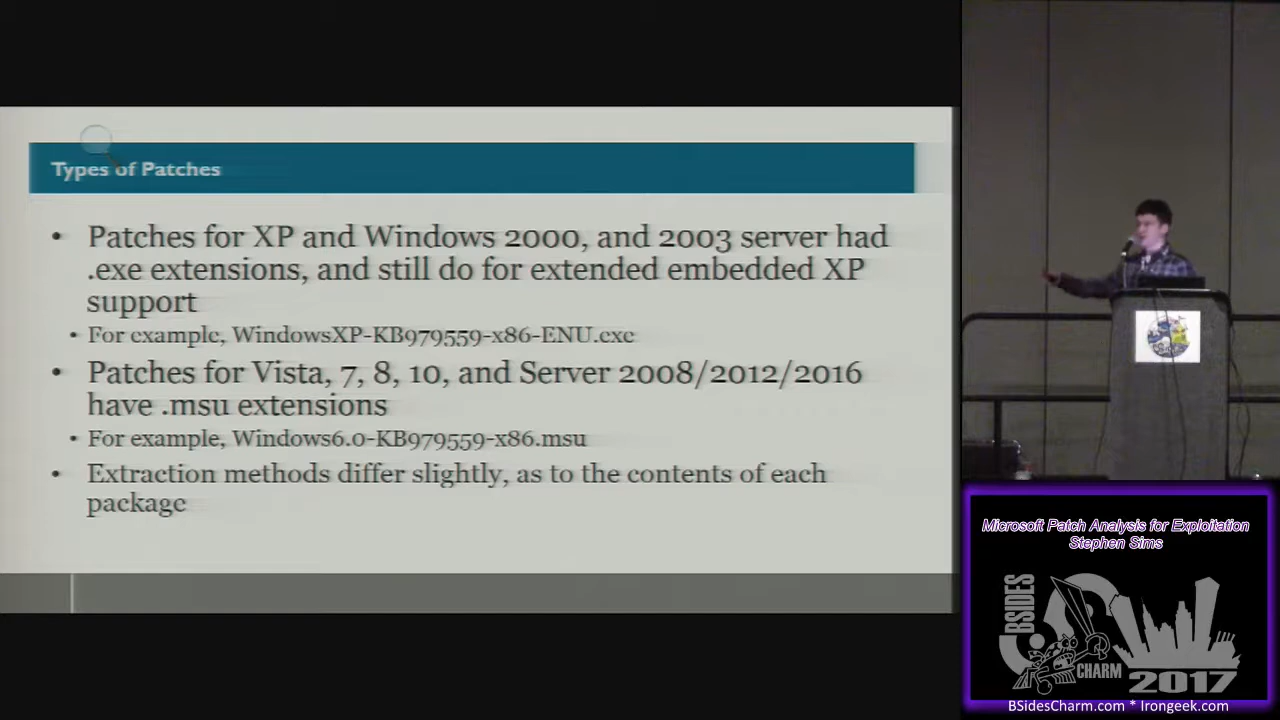 Types of Patches
• Patches for XP and Windows 2000, and 2003 server had
.exe extensions, and still do for extended embedded XP
support
• For example, WindowsXP-KB979559-x86-ENU.exe
• Patches for Vista, 7, 8, 10, and Server 2008/2012/2016
have .msu extensions
• For example, Windows6.0-KB979559-x86.msu
• Extraction methods differ slightly, as to the contents of each
package
Microsoft Patch Analysis for Exploitation
Stephen Sims
BSIDES
CHARM
2017
BSidesCharm.com * Irongeek.com